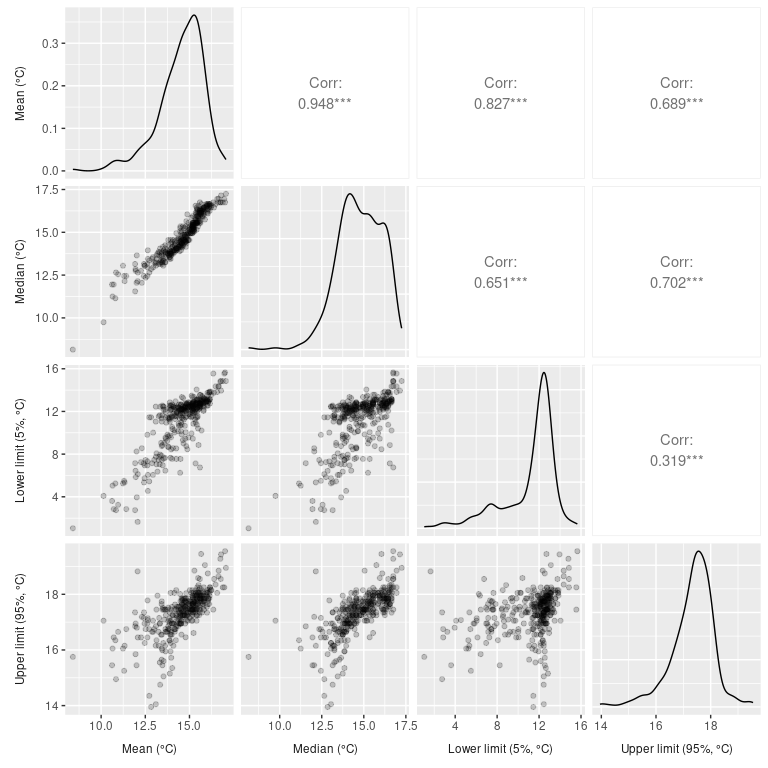 Mean (°C)
0.3
0.2
0.1
0.0
Corr:
0.948***
Corr:
0.827***
Corr:
0.689***
Median (°C)
17.5
15.0
12.5
10.0
Corr:
0.651***
Corr:
0.702***
Lower limit (5%, °C)
16
12
8
4
Corr:
0.319***
Upper limit (95%, °C)
18
16
14
10.0 12.5 15.0
10.0 12.5 15.0 17.5
4 8 12 16
14 16 18
Mean (°C)
Median (°C)
Lower limit (5%, °C)
Upper limit (95%, °C)